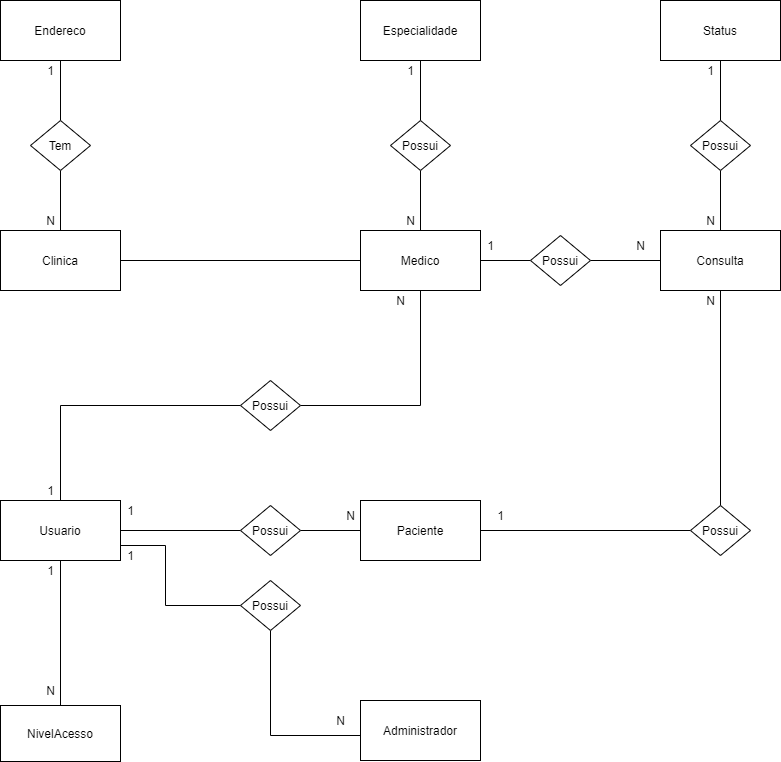 Endereco
Especialidade
Status
1
1
1
Tem
Possui
Possui
N
N
N
Clinica
Medico
1
Possui
N
Consulta
N
N
Possui
1
1
Usuario
Possui
N
Paciente
1
Possui
1
1
Possui
N
NivelAcesso
N
Administrador